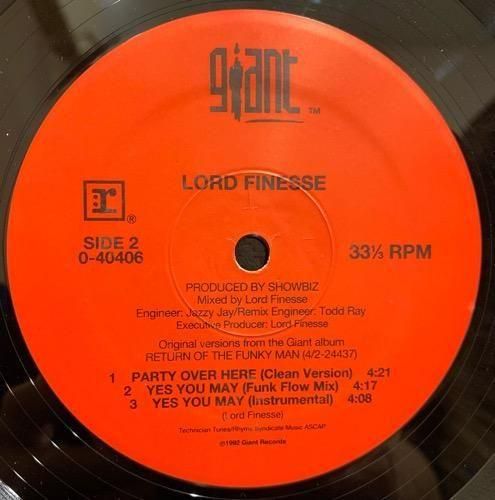 giant
TM
LORD FINESSE
r
®
SIDE 2
0-40406
33⅓ RPM
PRODUCED BY SHOWBIZ
Mixed by Lord Finesse
Engineer: Jazzy Jay/Remix Engineer: Todd Ray
Executive Producer: Lord Finesse
Original versions from the Giant album
RETURN OF THE FUNKY MAN (4/2-24437)
1 PARTY OVER HERE (Clean Version) 4:21
2 YES YOU MAY (Funk Flow Mix) 4:17
3 YES YOU MAY (Instrumental) 4:08
(Lord Finesse)
Technician Tunes/Rhyme Syndicate Music ASCAP
℗1992 Giant Records